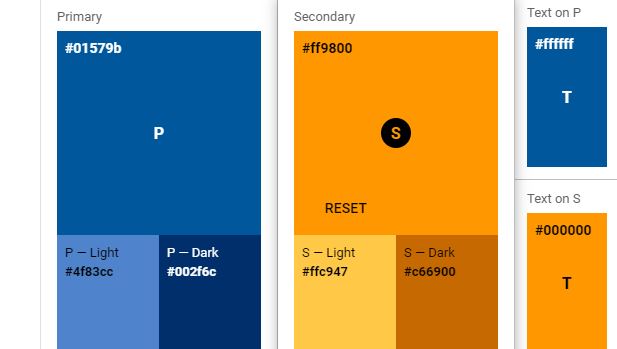 Primary
#01579b
P
P — Light
#4f83cc
P — Dark
#002f6c
Secondary
#ff9800
S
RESET
S — Light
#ffc947
S — Dark
#c66900
Text on P
#ffffff
T
Text on S
#000000
T